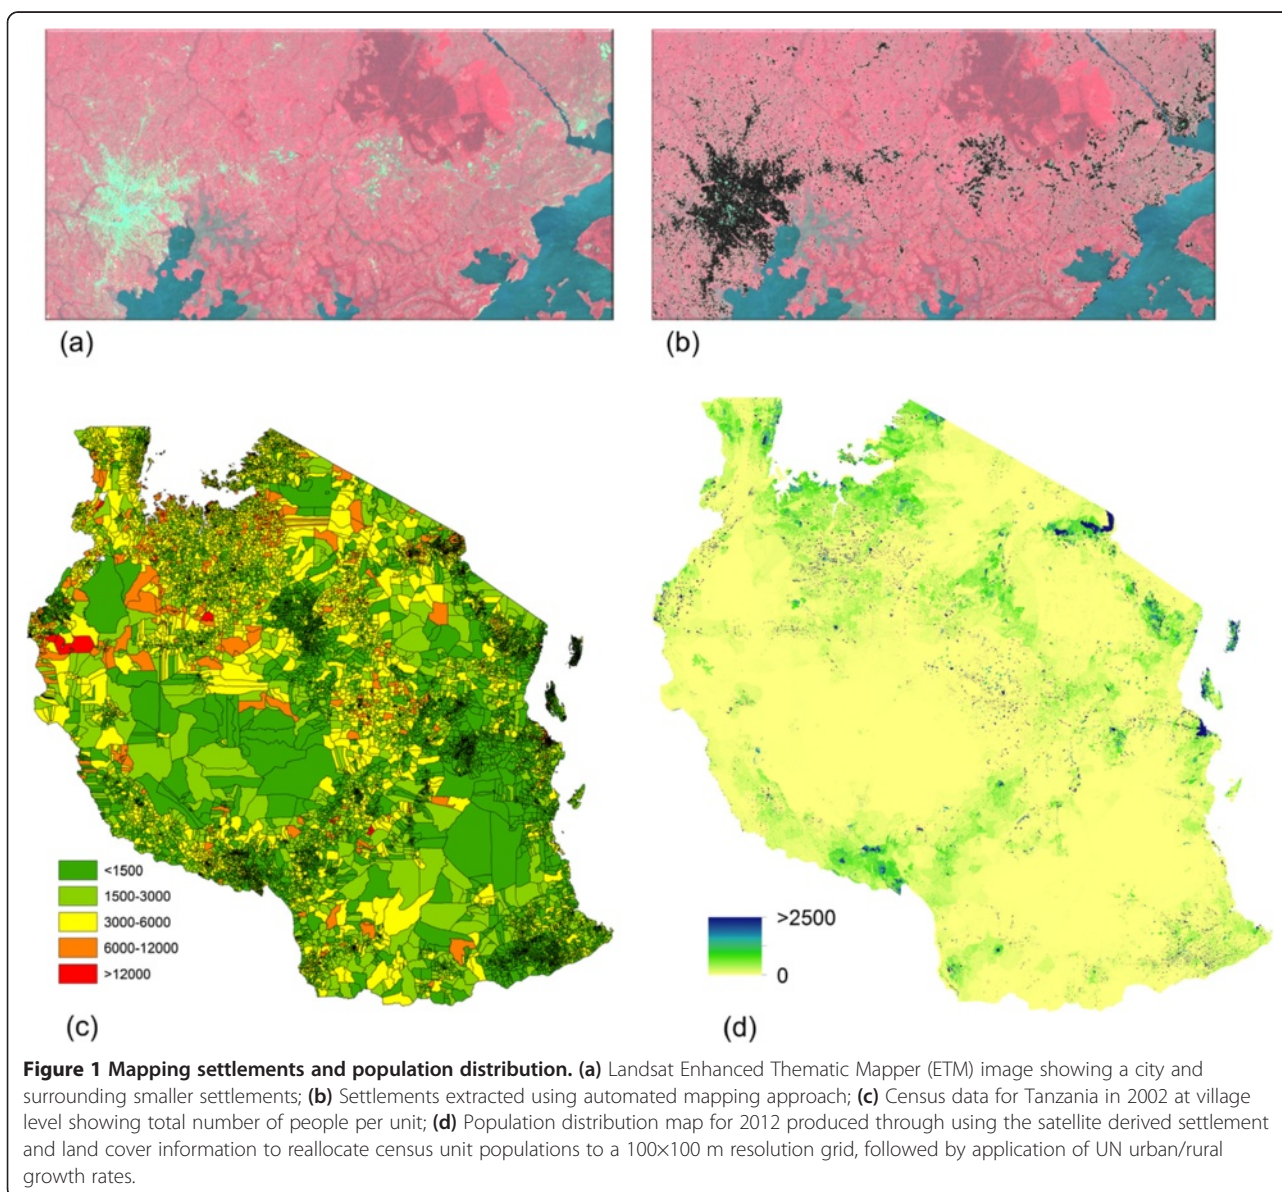 (a)
(b)
<1500
1500-3000
3000-6000
6000-12000
>12000
(c)
>2500
0
(d)
Figure 1 Mapping settlements and population distribution. (a) Landsat Enhanced Thematic Mapper (ETM) image showing a city and
surrounding smaller settlements; (b) Settlements extracted using automated mapping approach; (c) Census data for Tanzania in 2002 at village
level showing total number of people per unit; (d) Population distribution map for 2012 produced through using the satellite derived settlement
and land cover information to reallocate census unit populations to a 100×100 m resolution grid, followed by application of UN urban/rural
growth rates.